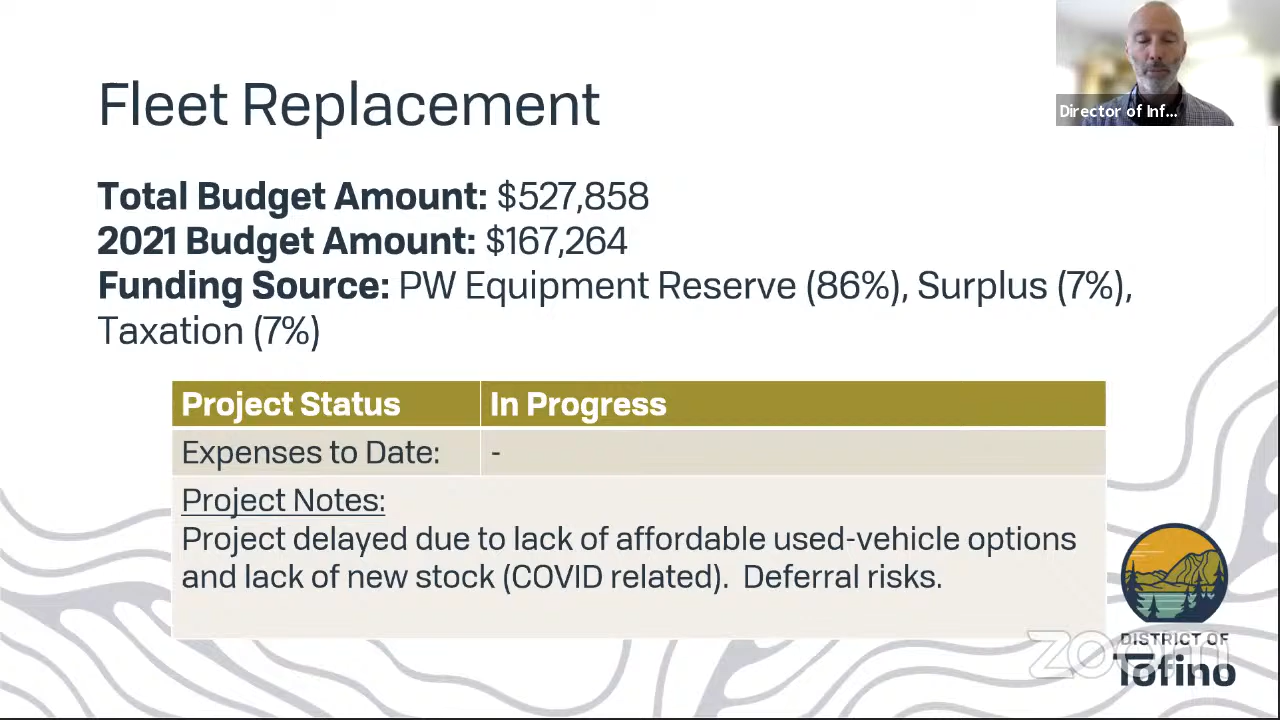 Fleet Replacement
Director of Inf...
Total Budget Amount: $527,858
2021 Budget Amount: $167,264
Funding Source: PW Equipment Reserve (86%), Surplus (7%),
Taxation (7%)
Project Status In Progress
Expenses to Date: -
Project Notes:
Project delayed due to lack of affordable used-vehicle options
and lack of new stock (COVID related).  Deferral risks.
zoom
DISTRICT OF
Tofino